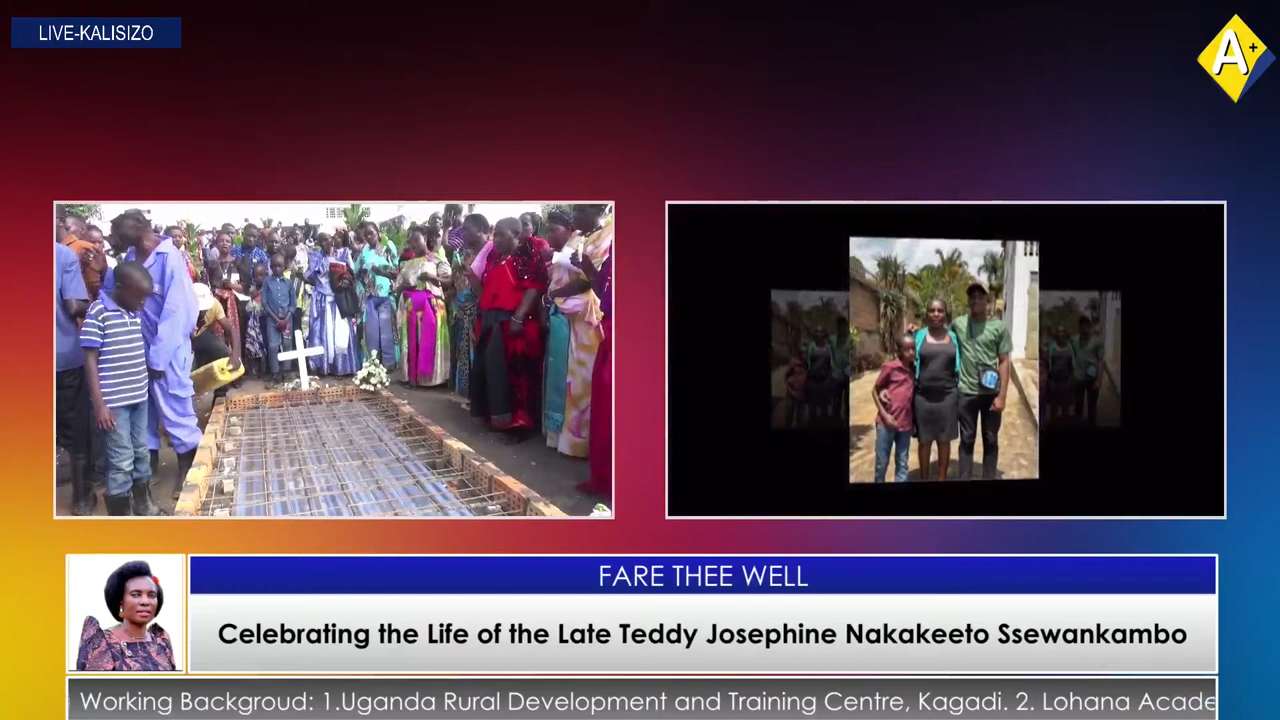 LIVE-KALISIZO
A+
FARE THEE WELL
Celebrating the Life of the Late Teddy Josephine Nakakeeto Ssewankambo
Working Backgroud: 1.Uganda Rural Development and Training Centre, Kagadi. 2. Lohana Acade